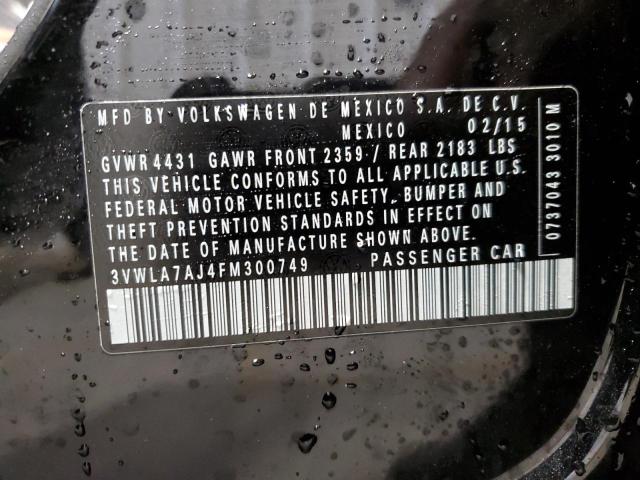 MFD BY VOLKSWAGEN DE MEXICO S.A. DE C.V.
MEXICO 02/15
GVWR 4431 GAWR FRONT 2359 / REAR 2183 LBS
THIS VEHICLE CONFORMS TO ALL APPLICABLE U.S.
FEDERAL MOTOR VEHICLE SAFETY, BUMPER AND
THEFT PREVENTION STANDARDS IN EFFECT ON
THE DATE OF MANUFACTURE SHOWN ABOVE.
3VWLA7AJ4FM300749 PASSENGER CAR
0737043 3010 M